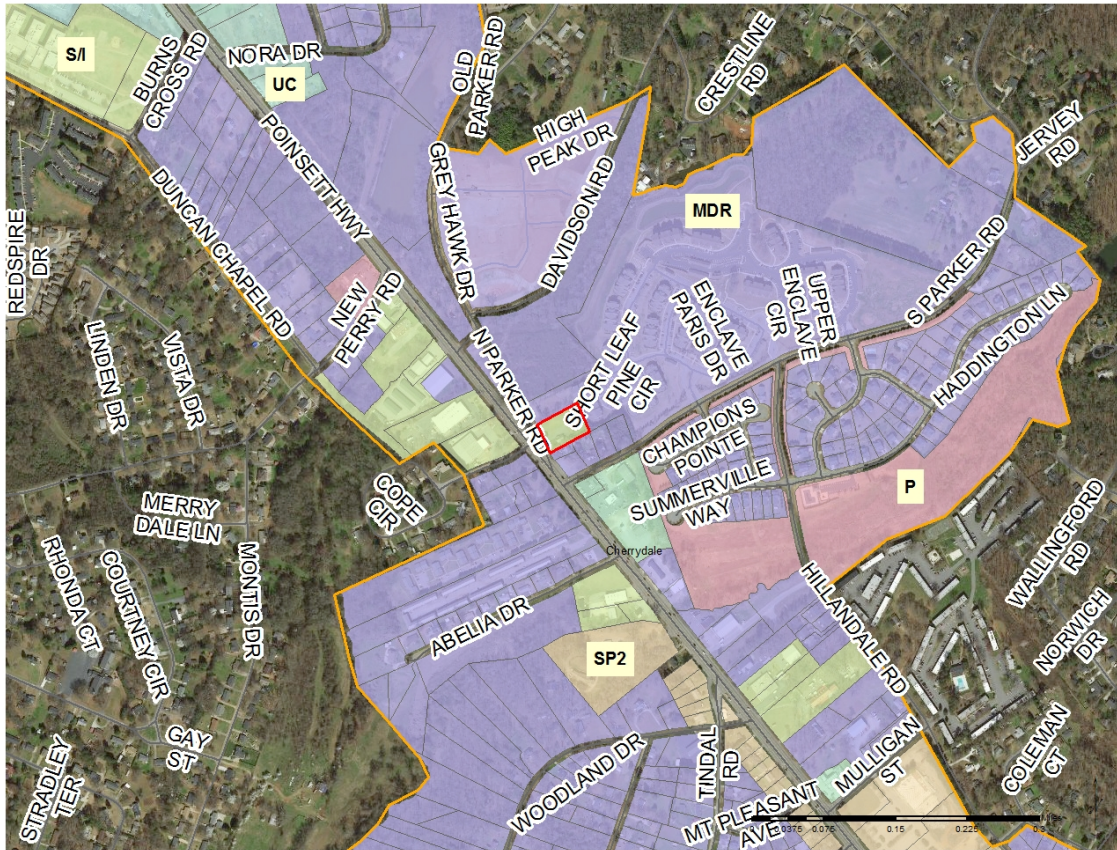 S/I
BURNS
CROSS RD
NORA DR
UC
OLD
PARKER RD
CRESTLINE
RD
HIGH
PEAK DR
JERVEY
RD
POINSETT HWY
GREY HAWK DR
DAVIDSON RD
MDR
DUNCAN CHAPEL RD
REDSPIRE
DR
NEW
PERRY RD
S PARKER RD
UPPER
ENCLAVE
CIR
ENCLAVE
PARIS DR
HADDINGTON LN
LINDEN DR
VISTA DR
N PARKER RD
SHORT LEAF
PINE
CIR
CHAMPIONS
POINTE
SUMMERVILLE
WAY
P
COPE
CIR
MERRY
DALE LN
WALLINGFORD
RD
RHONDA CT
COURTNEY CIR
MONTIS DR
Cherrydale
HILLANDALE RD
NORWICH
DR
ABELIA DR
SP2
GAY
ST
COLEMAN
CT
STRADLEY
TER
WOODLAND DR
TINDAL
RD
MULLIGAN
ST
MT PLEASANT
AVE
0.0375
0.075
0.15
0.225
0.3